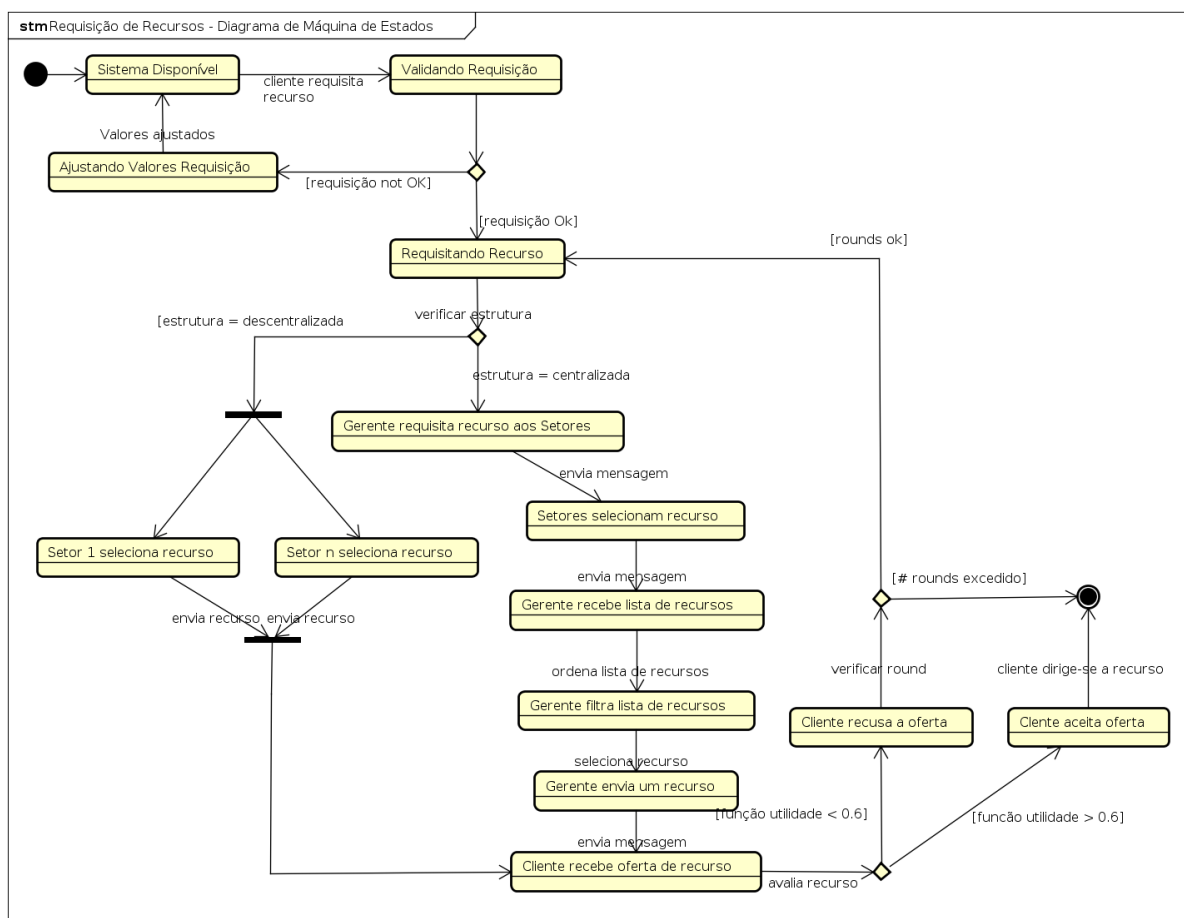 stm Requisição de Recursos - Diagrama de Máquina de Estados
Sistema Disponível
Validando Requisição
cliente requisita
recurso
Valores ajustados
Ajustando Valores Requisição
[requisição not OK]
[requisição Ok]
[rounds ok]
Requisitando Recurso
verificar estrutura
[estrutura = descentralizada
estrutura = centralizada
Gerente requisita recurso aos Setores
envia mensagem
Setores selecionam recurso
Setor 1 seleciona recurso
Setor n seleciona recurso
envia mensagem
[# rounds excedido]
Gerente recebe lista de recursos
envia recurso
envia recurso
ordena lista de recursos
verificar round
cliente dirige-se a recurso
Gerente filtra lista de recursos
Cliente recusa a oferta
Clente aceita oferta
seleciona recurso
Gerente envia um recurso
[função utilidade < 0.6]
[funcão utilidade > 0.6]
envia mensagem
Cliente recebe oferta de recurso
avalia recurso